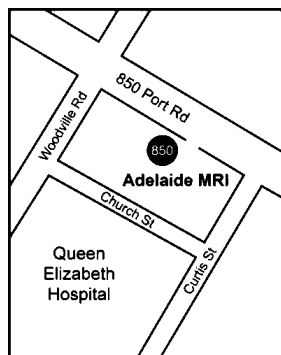 850 Port Rd
Woodville Rd
850
Adelaide MRI
Church St
Queen
Elizabeth
Hospital
Curtis St